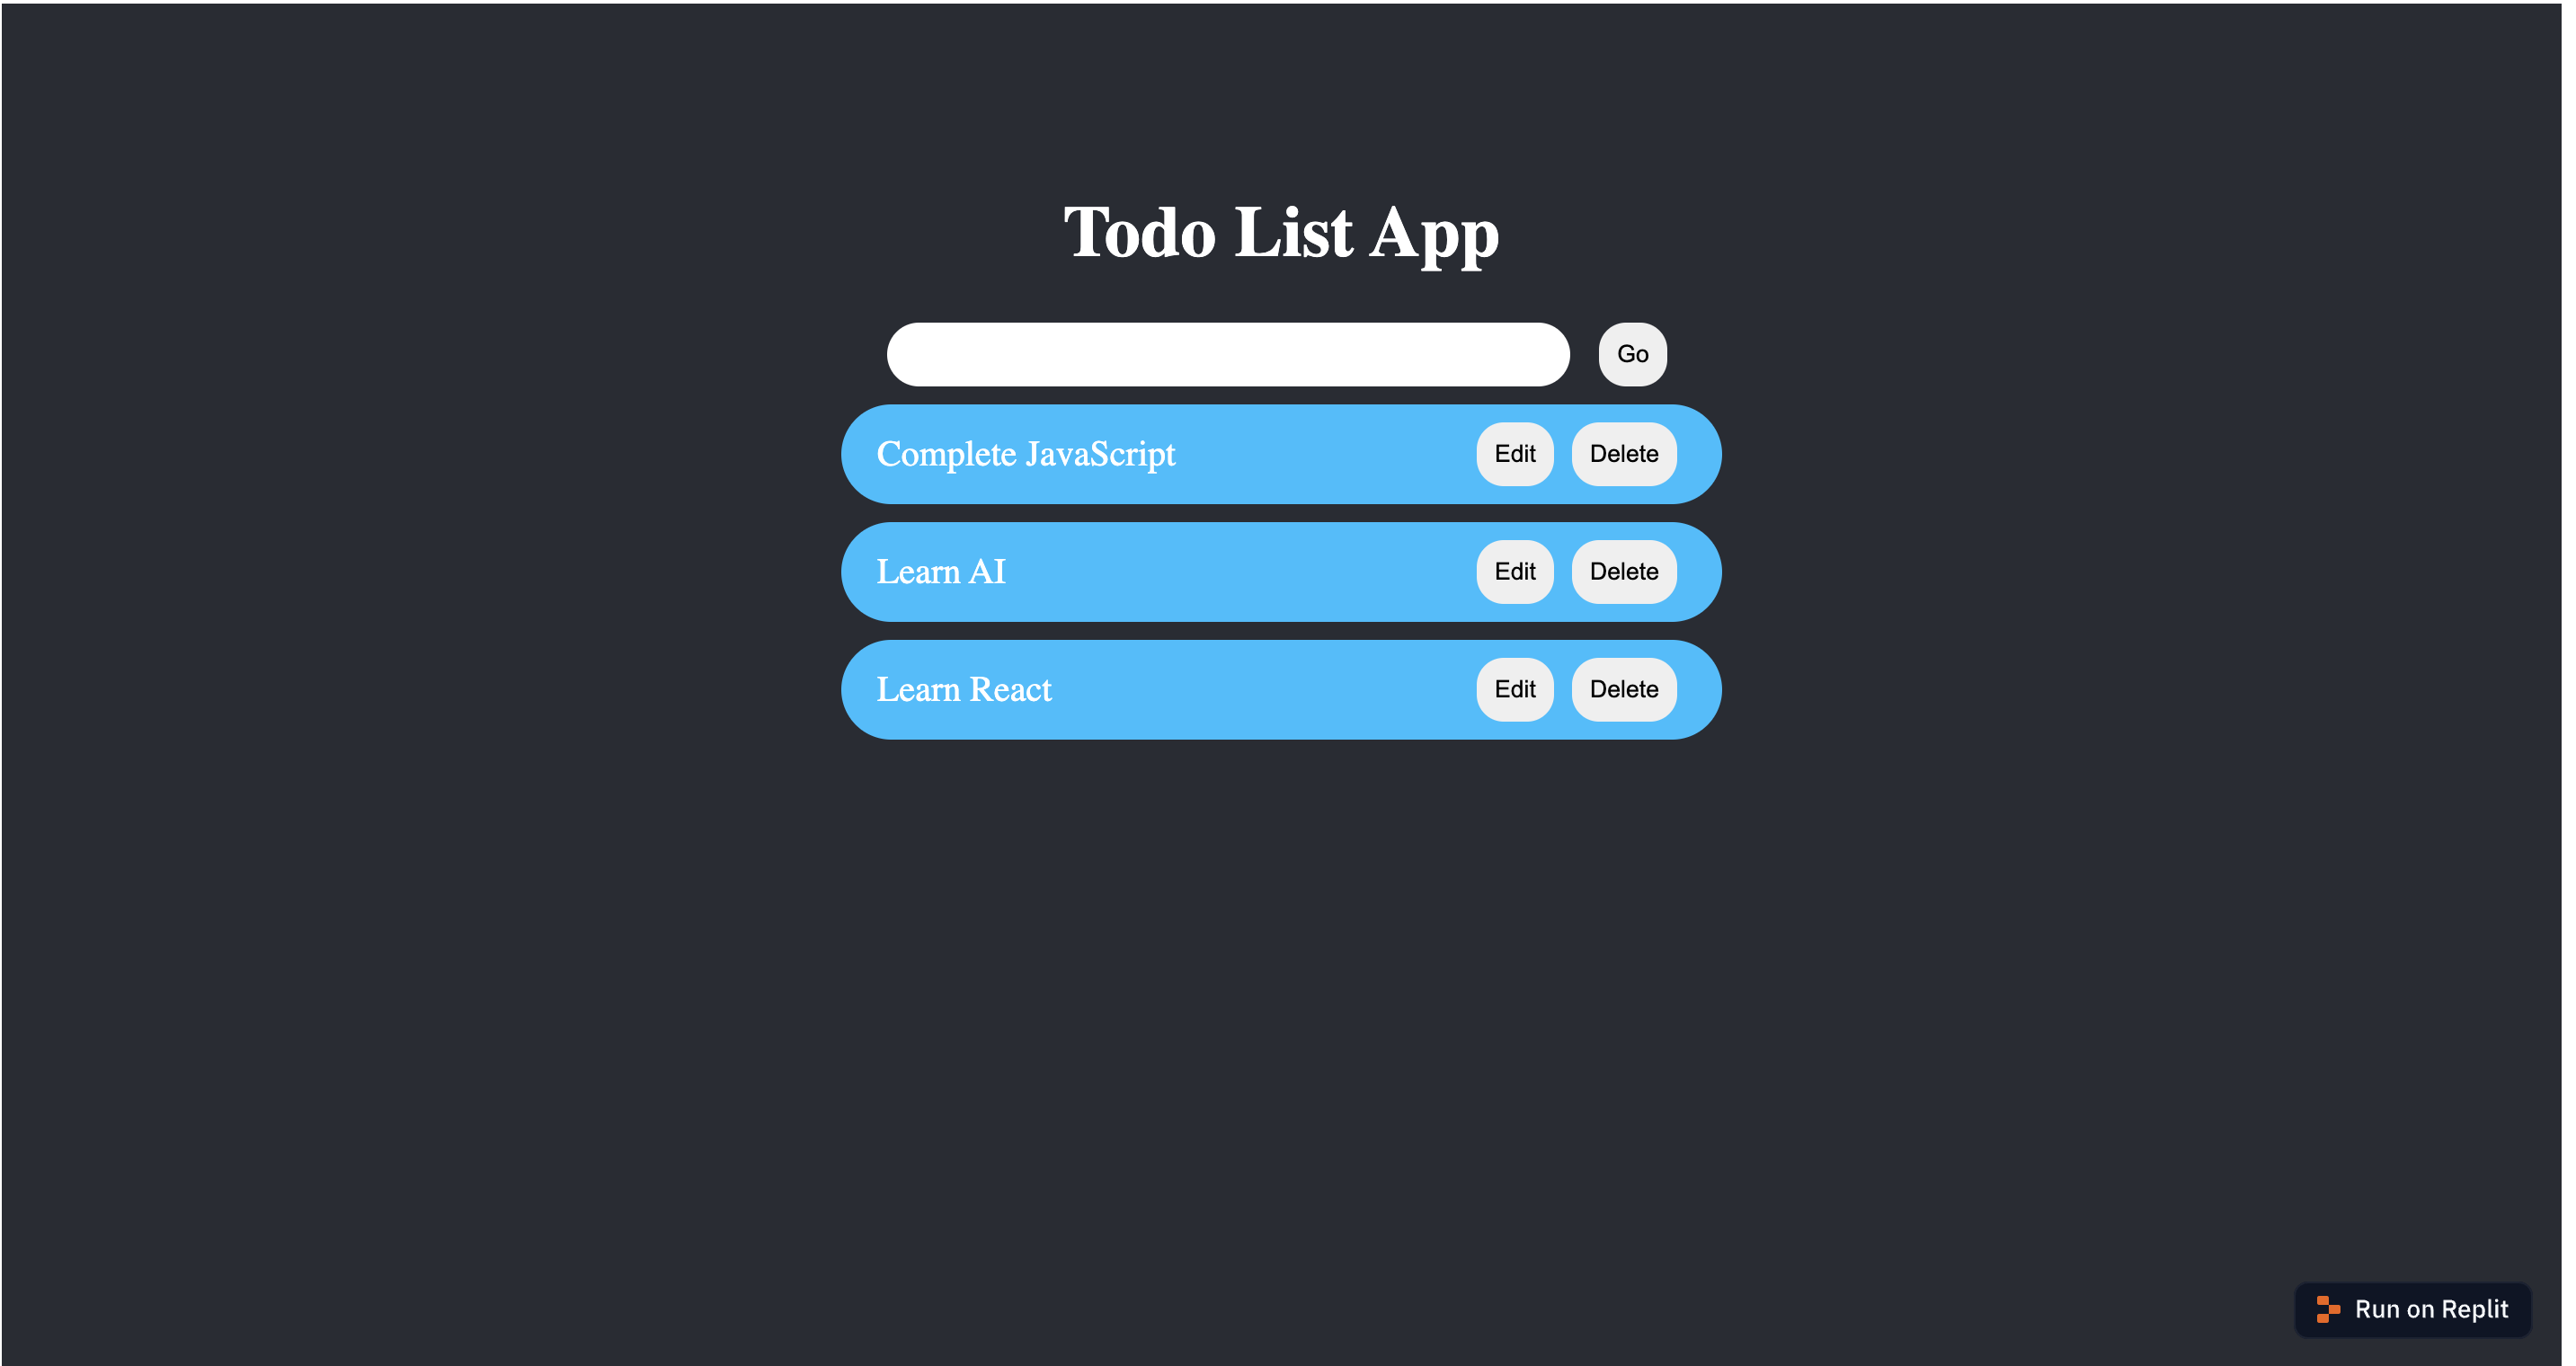 Todo List App
Go
Complete JavaScript Edit Delete
Learn AI Edit Delete
Learn React Edit Delete
Run on Replit